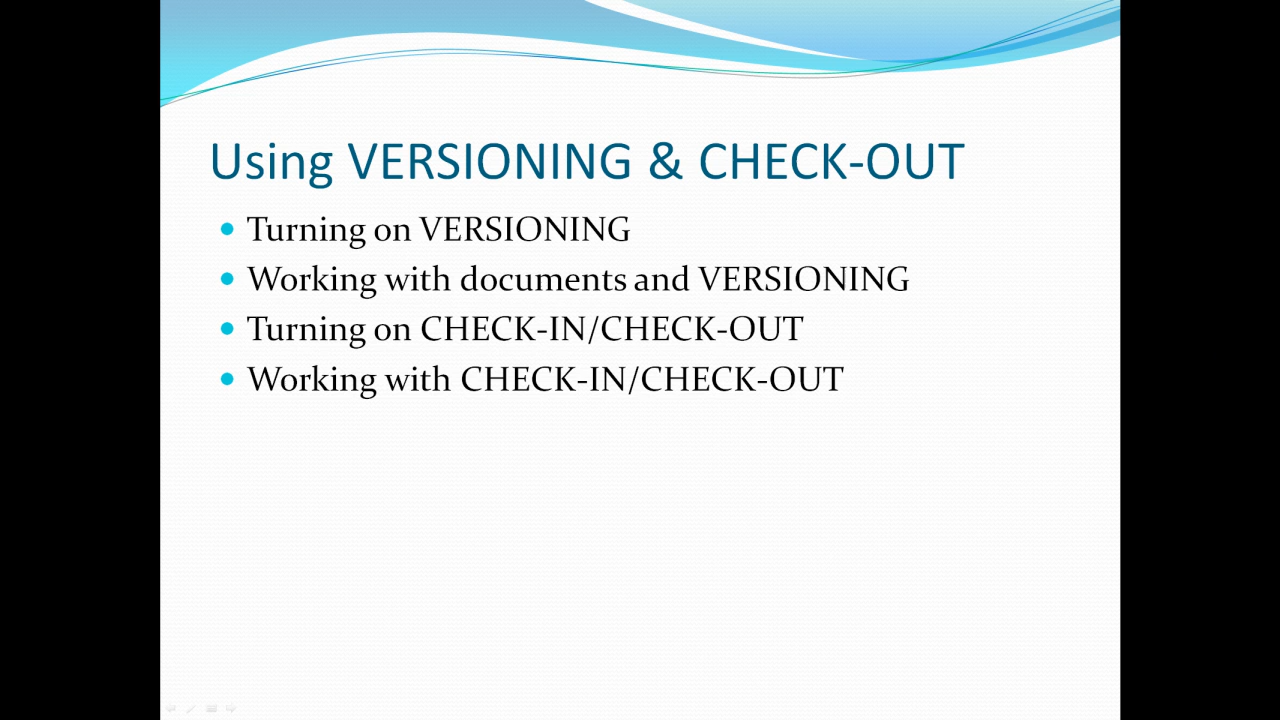 Using VERSIONING & CHECK-OUT
Turning on VERSIONING
Working with documents and VERSIONING
Turning on CHECK-IN/CHECK-OUT
Working with CHECK-IN/CHECK-OUT